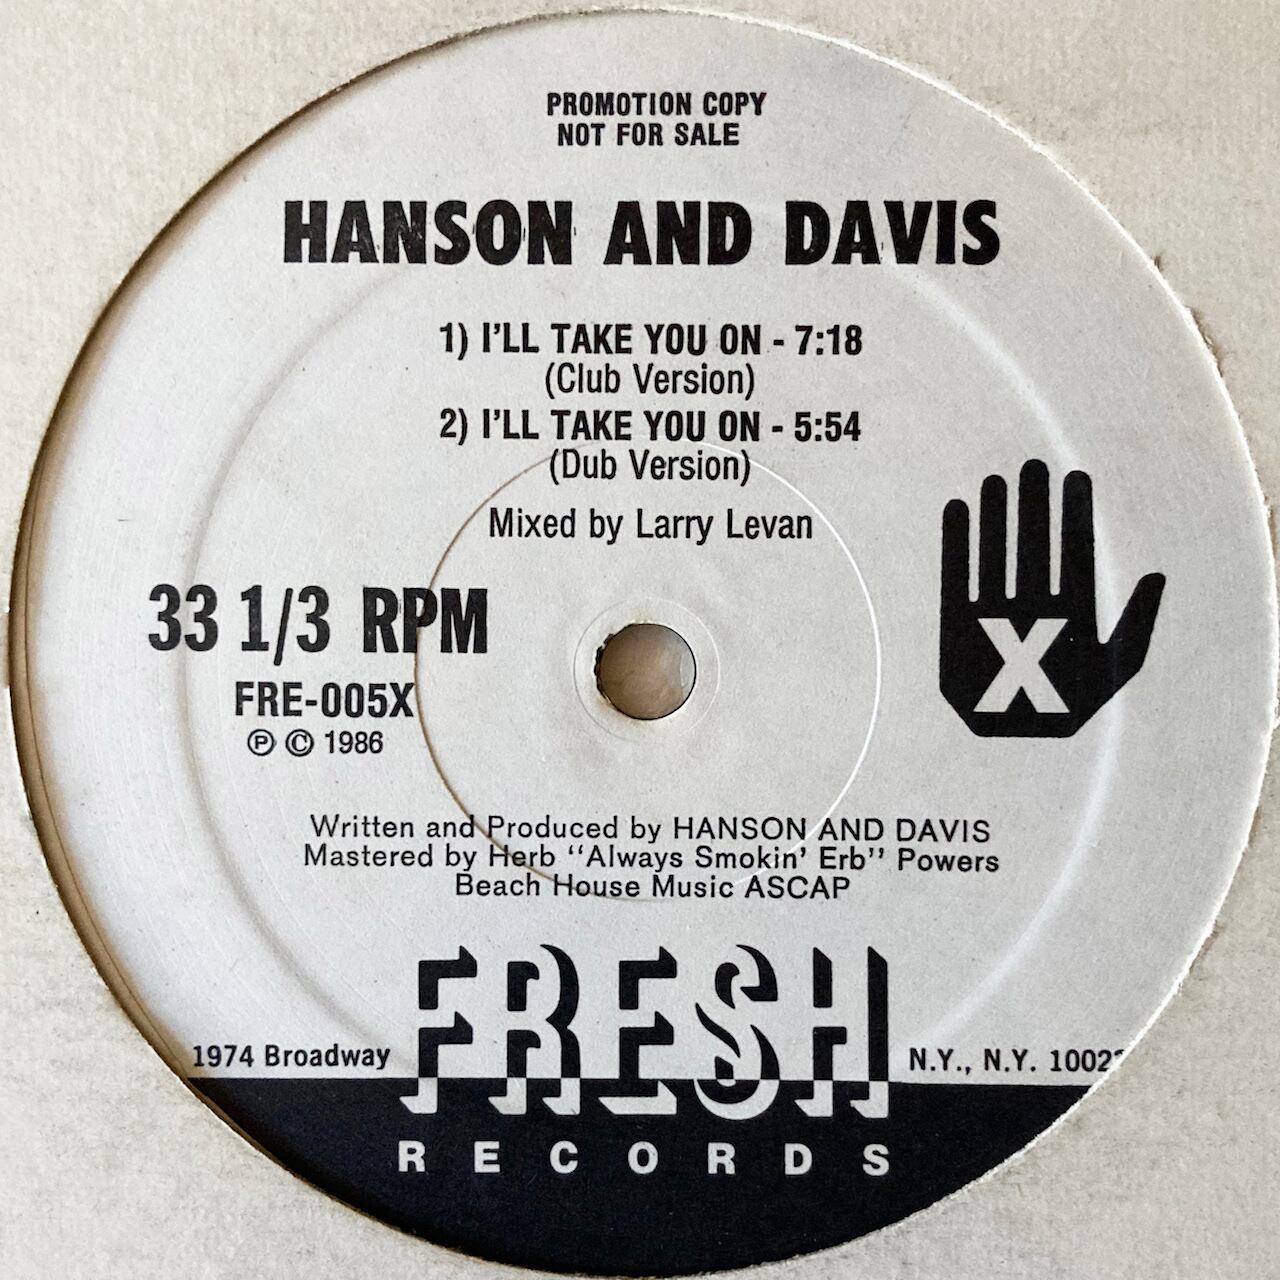 PROMOTION COPY
NOT FOR SALE
HANSON AND DAVIS
1) I'LL TAKE YOU ON - 7:18
(Club Version)
2) I'LL TAKE YOU ON - 5:54
(Dub Version)
Mixed by Larry Levan
33 1/3 RPM
X
FRE-005X
℗ © 1986
Written and Produced by HANSON AND DAVIS
Mastered by Herb "Always Smokin' Erb" Powers
Beach House Music ASCAP
FRESH
1974 Broadway N.Y., N.Y.
RECORDS